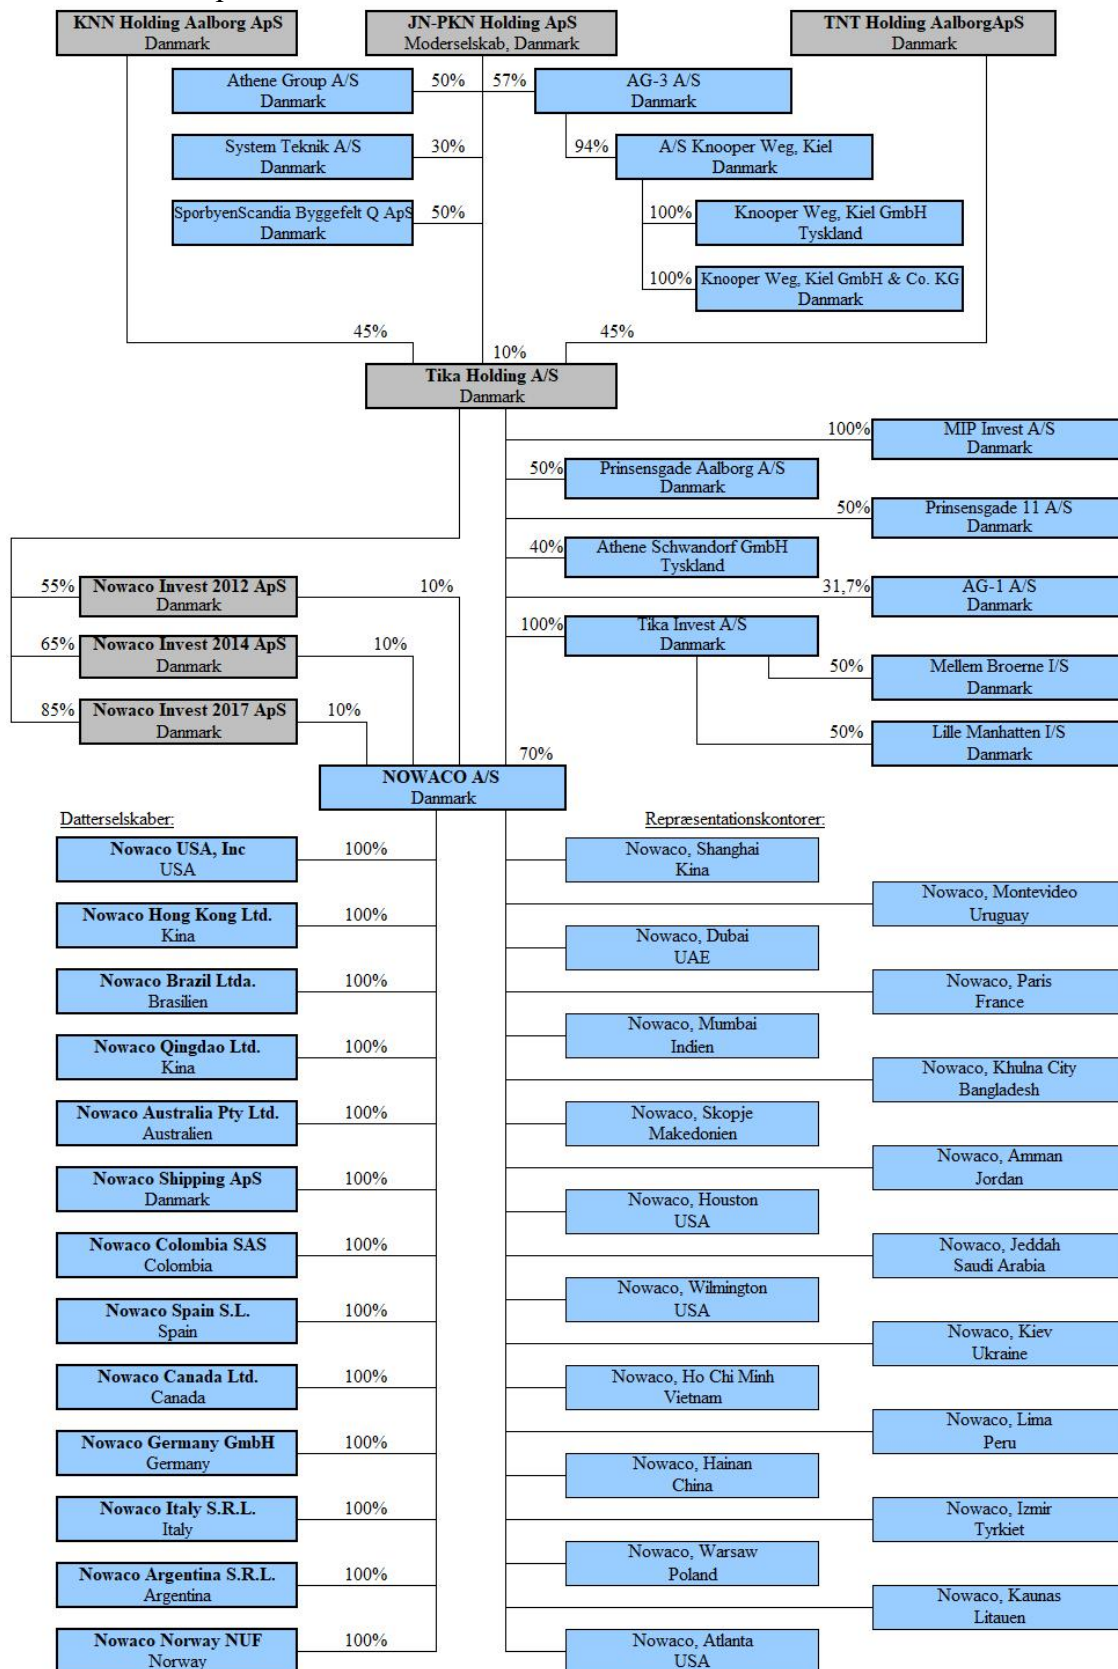 KNN Holding Aalborg ApS
Danmark
JN-PKN Holding ApS
Moderselskab, Danmark
TNT Holding AalborgApS
Danmark
Athene Group A/S
Danmark
50%
57%
AG-3 A/S
Danmark
System Teknik A/S
Danmark
30%
94%
A/S Knooper Weg, Kiel
Danmark
SporbyenScandia Byggefelt Q ApS
Danmark
50%
100%
Knooper Weg, Kiel GmbH
Tyskland
100%
Knooper Weg, Kiel GmbH & Co. KG
Danmark
45%
45%
10%
Tika Holding A/S
Danmark
100%
MIP Invest A/S
Danmark
50%
Prinsensgade Aalborg A/S
Danmark
50%
Prinsensgade 11 A/S
Danmark
40%
Athene Schwandorf GmbH
Tyskland
55%
Nowaco Invest 2012 ApS
Danmark
10%
31,7%
AG-1 A/S
Danmark
100%
Tika Invest A/S
Danmark
65%
Nowaco Invest 2014 ApS
Danmark
10%
50%
Mellem Broerne I/S
Danmark
85%
Nowaco Invest 2017 ApS
Danmark
10%
50%
Lille Manhatten I/S
Danmark
70%
NOWACO A/S
Danmark
Datterselskaber:
Repræsentationskontorer:
Nowaco USA, Inc
USA
100%
Nowaco, Shanghai
Kina
Nowaco, Montevideo
Uruguay
Nowaco Hong Kong Ltd.
Kina
100%
Nowaco, Dubai
UAE
Nowaco Brazil Ltda.
Brasilien
100%
Nowaco, Paris
France
Nowaco, Mumbai
Indien
Nowaco Qingdao Ltd.
Kina
100%
Nowaco, Khulna City
Bangladesh
Nowaco Australia Pty Ltd.
Australien
100%
Nowaco, Skopje
Makedonien
Nowaco, Amman
Jordan
Nowaco Shipping ApS
Danmark
100%
Nowaco, Houston
USA
Nowaco Colombia SAS
Colombia
100%
Nowaco, Jeddah
Saudi Arabia
Nowaco, Wilmington
USA
Nowaco Spain S.L.
Spain
100%
Nowaco, Kiev
Ukraine
Nowaco Canada Ltd.
Canada
100%
Nowaco, Ho Chi Minh
Vietnam
Nowaco, Lima
Peru
Nowaco Germany GmbH
Germany
100%
Nowaco, Hainan
China
Nowaco Italy S.R.L.
Italy
100%
Nowaco, Izmir
Tyrkiet
Nowaco, Warsaw
Poland
Nowaco Argentina S.R.L.
Argentina
100%
Nowaco, Kaunas
Litauen
Nowaco Norway NUF
Norway
100%
Nowaco, Atlanta
USA